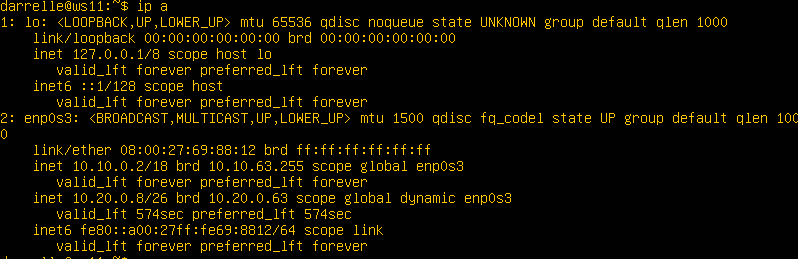 darrelle@ws11:~$ ip a
1: lo: <LOOPBACK,UP,LOWER_UP> mtu 65536 qdisc noqueue state UNKNOWN group default qlen 1000
    link/loopback 00:00:00:00:00:00 brd 00:00:00:00:00:00
    inet 127.0.0.1/8 scope host lo
       valid_lft forever preferred_lft forever
    inet6 ::1/128 scope host
       valid_lft forever preferred_lft forever
2: enp0s3: <BROADCAST,MULTICAST,UP,LOWER_UP> mtu 1500 qdisc fq_codel state UP group default qlen 100
0
    link/ether 08:00:27:69:88:12 brd ff:ff:ff:ff:ff:ff
    inet 10.10.0.2/18 brd 10.10.63.255 scope global enp0s3
       valid_lft forever preferred_lft forever
    inet 10.20.0.8/26 brd 10.20.0.63 scope global dynamic enp0s3
       valid_lft 574sec preferred_lft 574sec
    inet6 fe80::a00:27ff:fe69:8812/64 scope link
       valid_lft forever preferred_lft forever